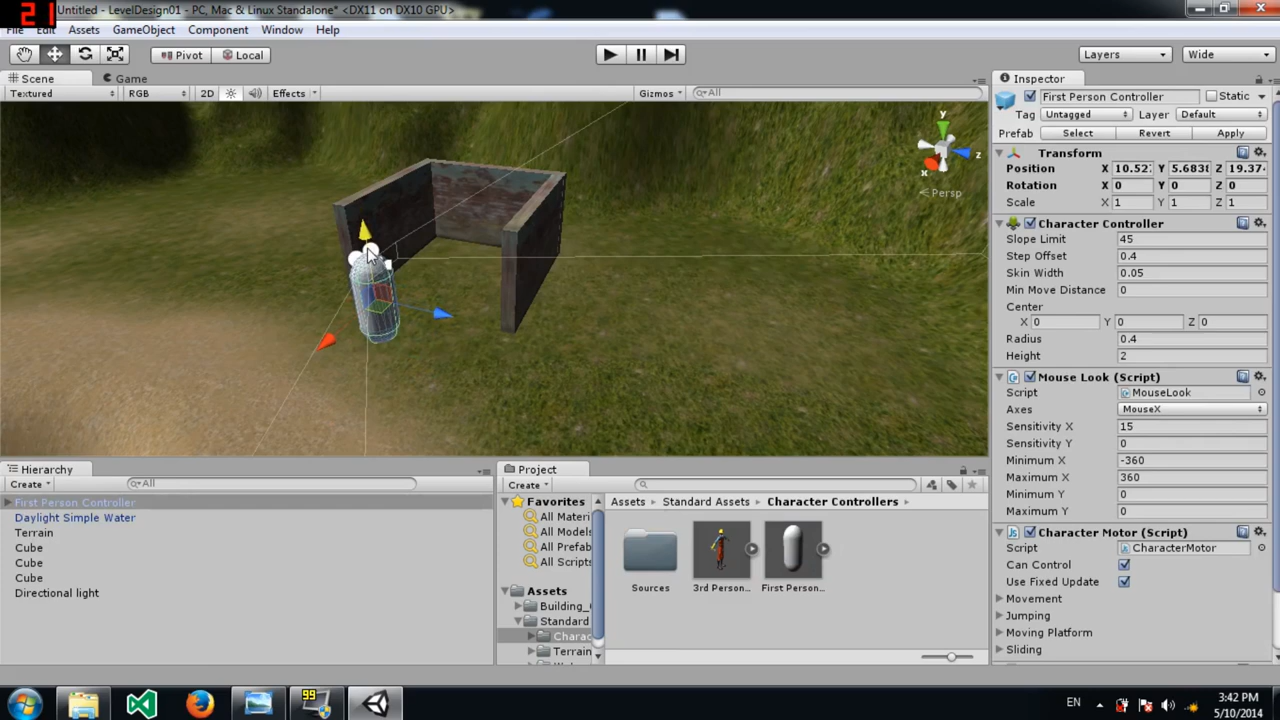 21
Untitled - LevelDesign01 - PC, Mac & Linux Standalone* <DX11 on DX10 GPU>
File Edit Assets GameObject Component Window Help
Pivot Local Layers Wide
Scene Game Inspector
Textured RGB 2D Effects Gizmos All
First Person Controller Static
Tag Untagged Layer Default
Prefab Select Revert Apply
Transform
Position X 10.52 Y 5.683 Z 19.37
Rotation X 0 Y 0 Z 0
Scale X 1 Y 1 Z 1
y
z
x
Persp
Character Controller
Slope Limit 45
Step Offset 0.4
Skin Width 0.05
Min Move Distance 0
Center
X 0 Y 0 Z 0
Radius 0.4
Height 2
Mouse Look (Script)
Script MouseLook
Axes MouseX
Sensitivity X 15
Sensitivity Y 0
Minimum X -360
Maximum X 360
Minimum Y 0
Maximum Y 0
Character Motor (Script)
Script CharacterMotor
Can Control
Use Fixed Update
Movement
Jumping
Moving Platform
Sliding
Hierarchy
Create All
First Person Controller
Daylight Simple Water
Terrain
Cube
Cube
Cube
Directional light
Project
Create
Favorites
All Materi
All Models
All Prefab
All Scripts
Assets
Building_
Standard
Charac
Terrain
Assets Standard Assets Character Controllers
Sources 3rd Person... First Person...
99
EN
3:42 PM
5/10/2014